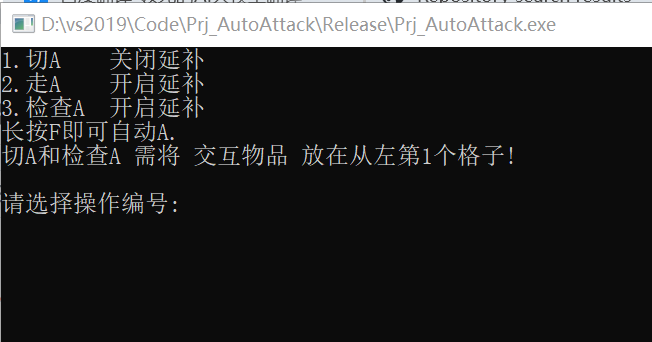 D:\vs2019\Code\Prj_AutoAttack\Release\Prj_AutoAttack.exe
1.切A   关闭延补
2.走A   开启延补
3.检查A  开启延补
长按F即可自动A.
切A和检查A 需将 交互物品 放在从左第1个格子!
请选择操作编号: